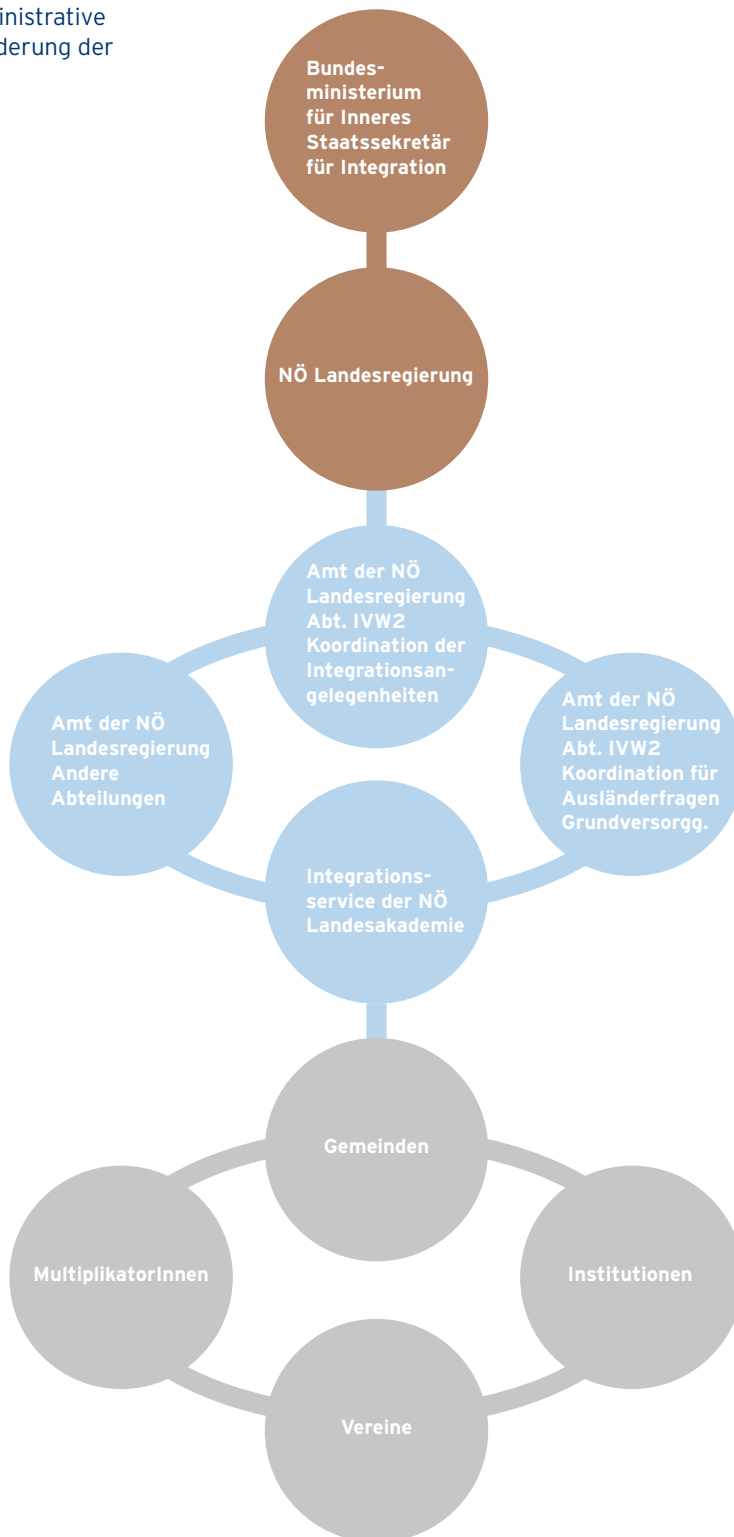 inistrative
derung der
Bundes-
ministerium
für Inneres
Staatssekretär
für Integration
NÖ Landesregierung
Amt der NÖ
Landesregierung
Abt. IVW2
Koordination der
Integrationsan-
gelegenheiten
Amt der NÖ
Landesregierung
Andere
Abteilungen
Amt der NÖ
Landesregierung
Abt. IVW2
Koordination für
Ausländerfragen
Grundversorgg.
Integrations-
service der NÖ
Landesakademie
Gemeinden
MultiplikatorInnen
Institutionen
Vereine